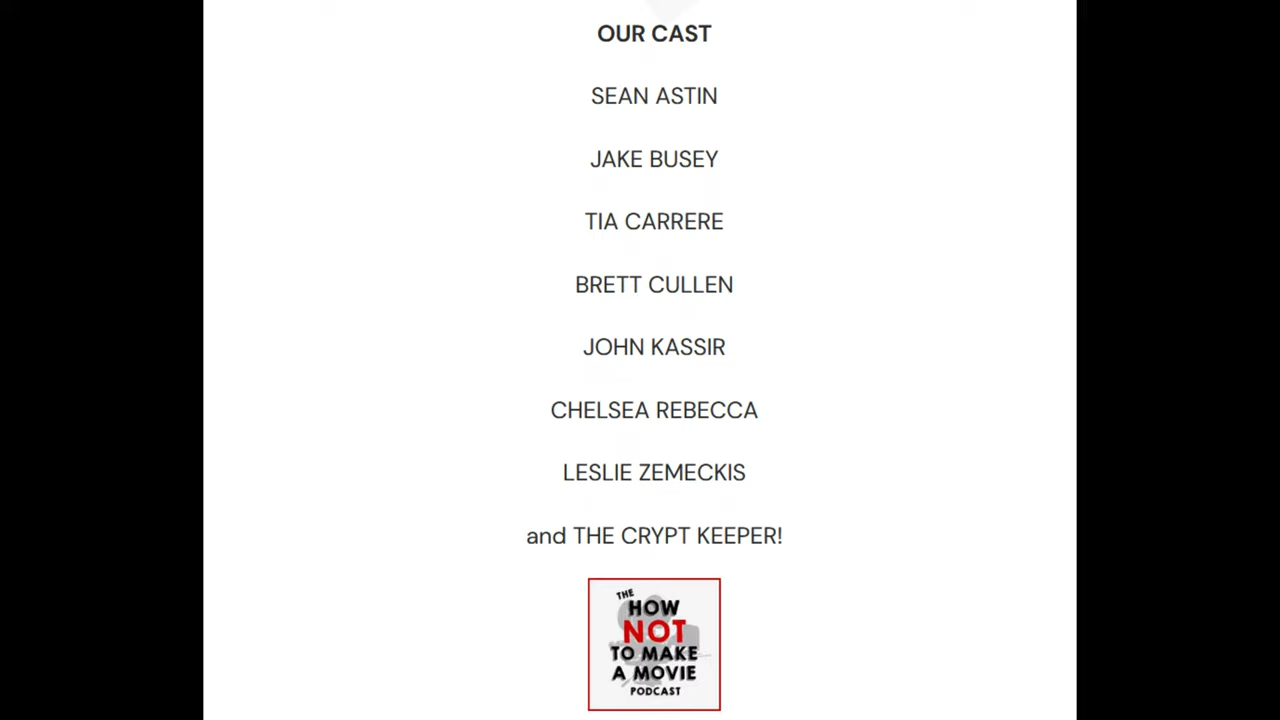 OUR CAST
SEAN ASTIN
JAKE BUSEY
TIA CARRERE
BRETT CULLEN
JOHN KASSIR
CHELSEA REBECCA
LESLIE ZEMECKIS
and THE CRYPT KEEPER!
THE
HOW
NOT
TO MAKE
A MOVIE
PODCAST